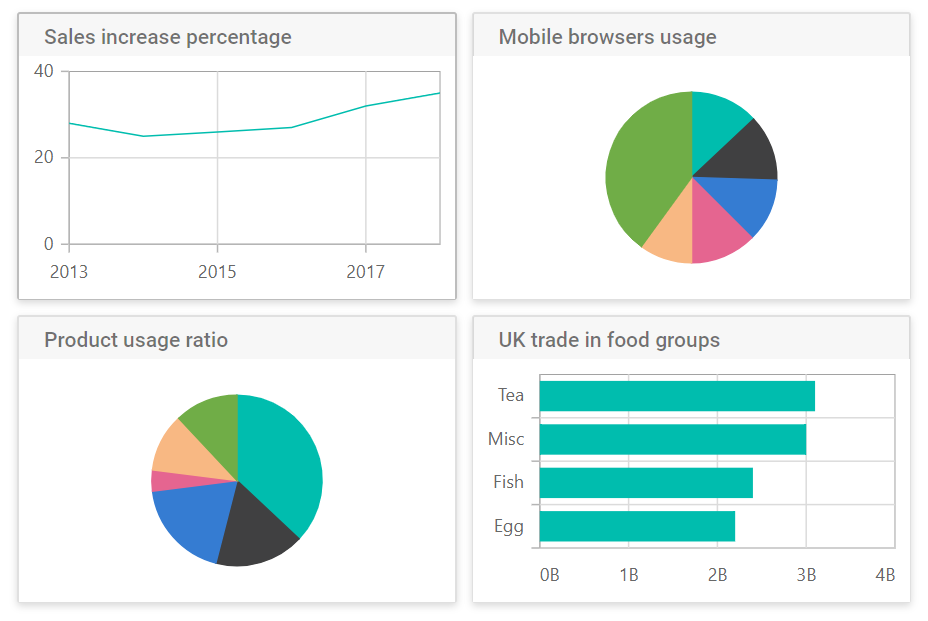 Sales increase percentage
40
20
0
2013 2015 2017
Mobile browsers usage
Product usage ratio
UK trade in food groups
Tea
Misc
Fish
Egg
0B 1B 2B 3B 4B